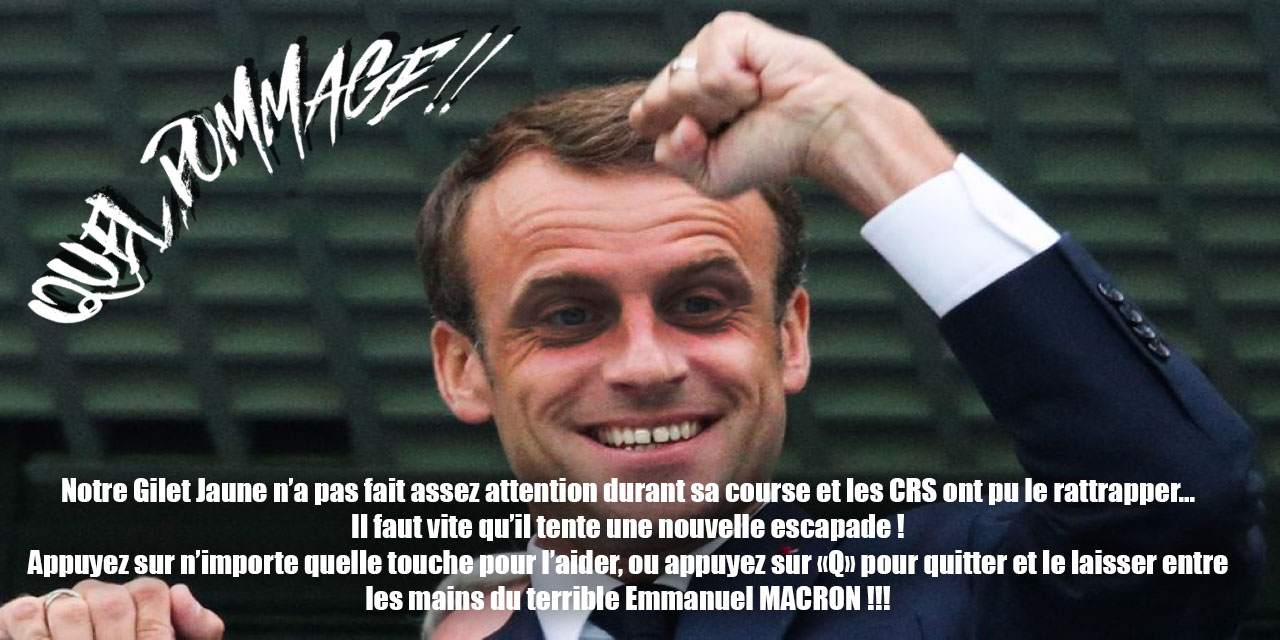 QUEL DOMMAGE!!
Notre Gilet Jaune n’a pas fait assez attention durant sa course et les CRS ont pu le rattrapper...
Il faut vite qu’il tente une nouvelle escapade !
Appuyez sur n’importe quelle touche pour l’aider, ou appuyez sur «Q» pour quitter et le laisser entre
les mains du terrible Emmanuel MACRON !!!